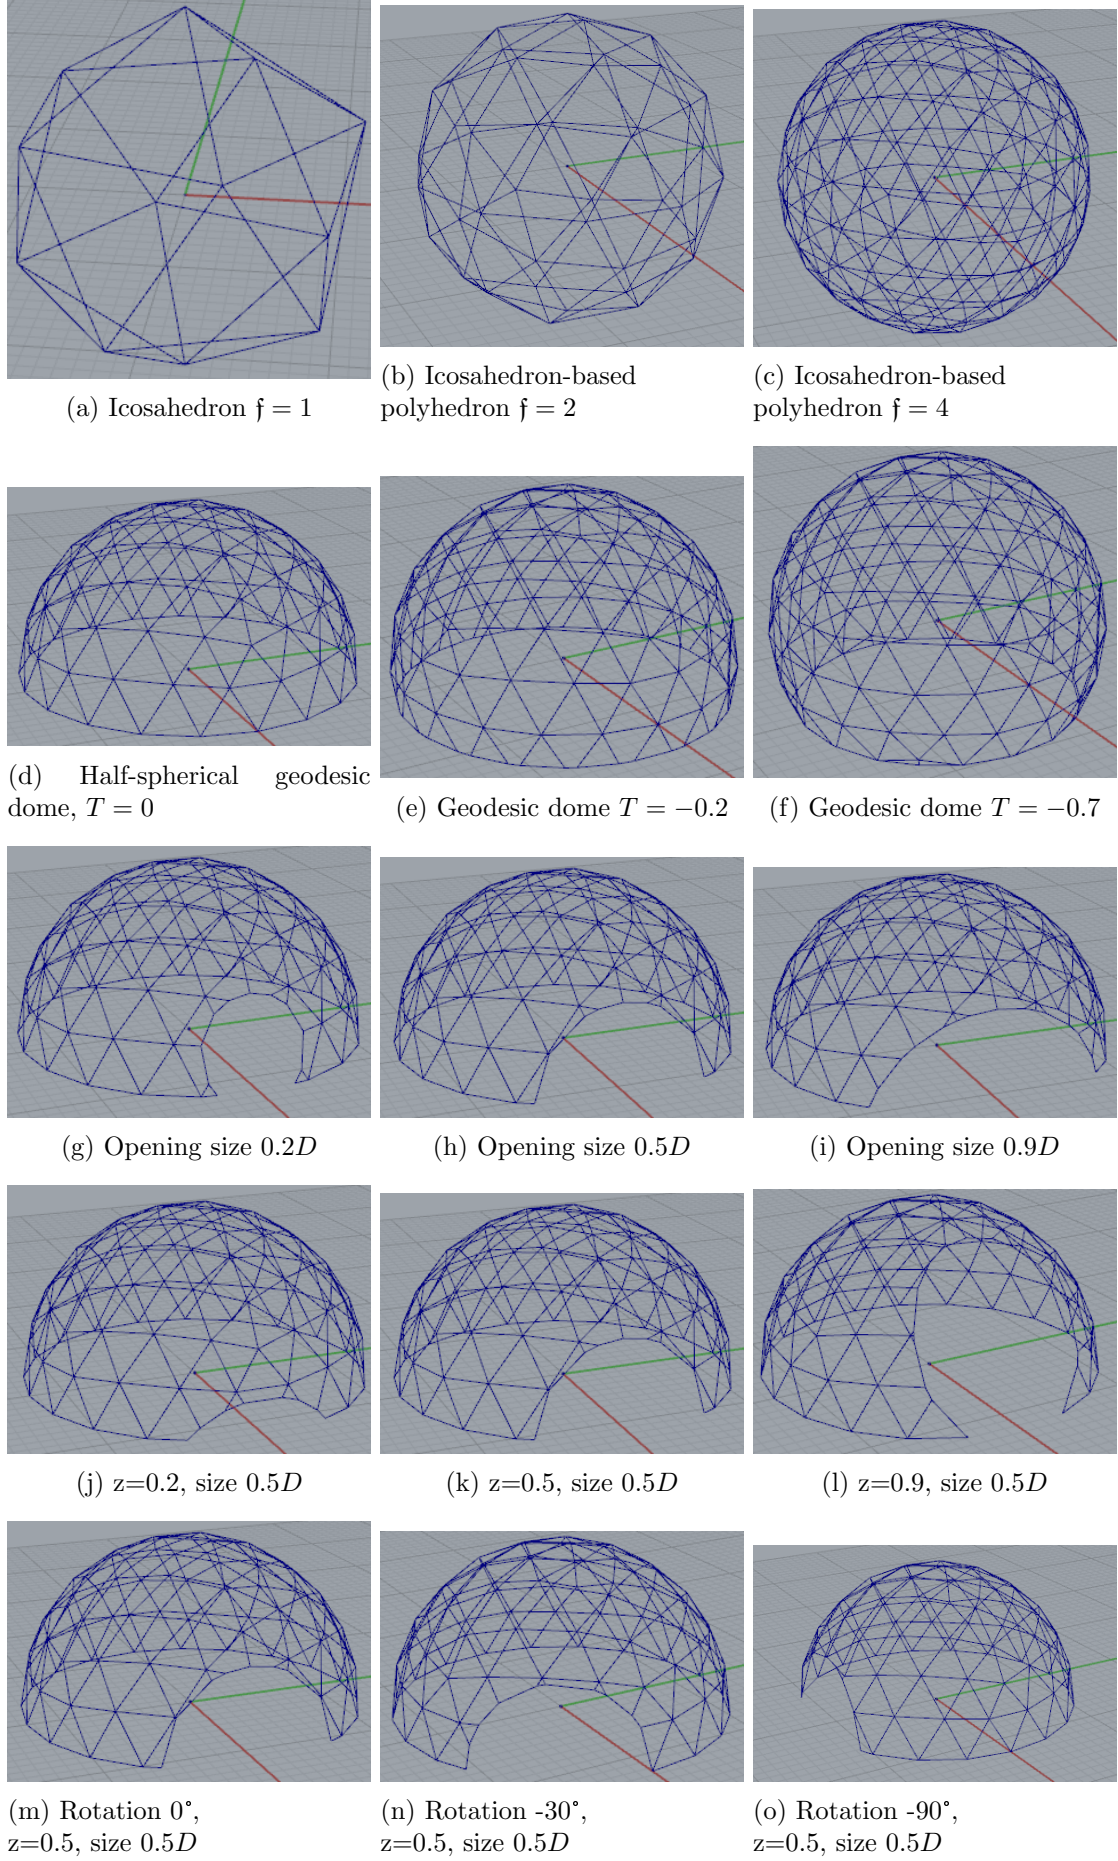 (a) Icosahedron 𝔣 = 1
(b) Icosahedron-based
polyhedron 𝔣 = 2
(c) Icosahedron-based
polyhedron 𝔣 = 4
(d) Half-spherical geodesic
dome, T = 0
(e) Geodesic dome T = −0.2
(f) Geodesic dome T = −0.7
(g) Opening size 0.2D
(h) Opening size 0.5D
(i) Opening size 0.9D
(j) z=0.2, size 0.5D
(k) z=0.5, size 0.5D
(l) z=0.9, size 0.5D
(m) Rotation 0°,
z=0.5, size 0.5D
(n) Rotation -30°,
z=0.5, size 0.5D
(o) Rotation -90°,
z=0.5, size 0.5D